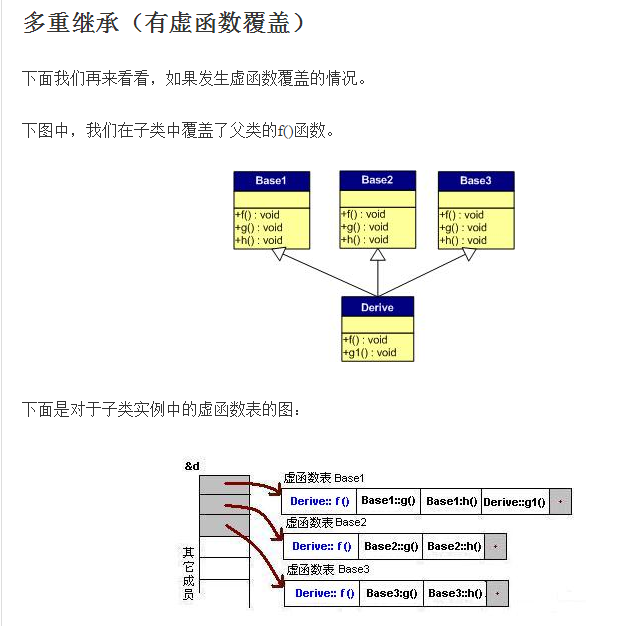 多重继承（有虚函数覆盖）
下面我们再来看看，如果发生虚函数覆盖的情况。
下图中，我们在子类中覆盖了父类的f()函数。
Base1
+f() : void
+g() : void
+h() : void
Base2
+f() : void
+g() : void
+h() : void
Base3
+f() : void
+g() : void
+h() : void
Derive
+f() : void
+g1() : void
下面是对于子类实例中的虚函数表的图：
&d
其它成员
虚函数表 Base1
Derive:: f () Base1::g() Base1:h() Derive::g1()
虚函数表 Base2
Derive:: f () Base2::g() Base2::h()
虚函数表 Base3
Derive:: f () Base3:g() Base3::h()